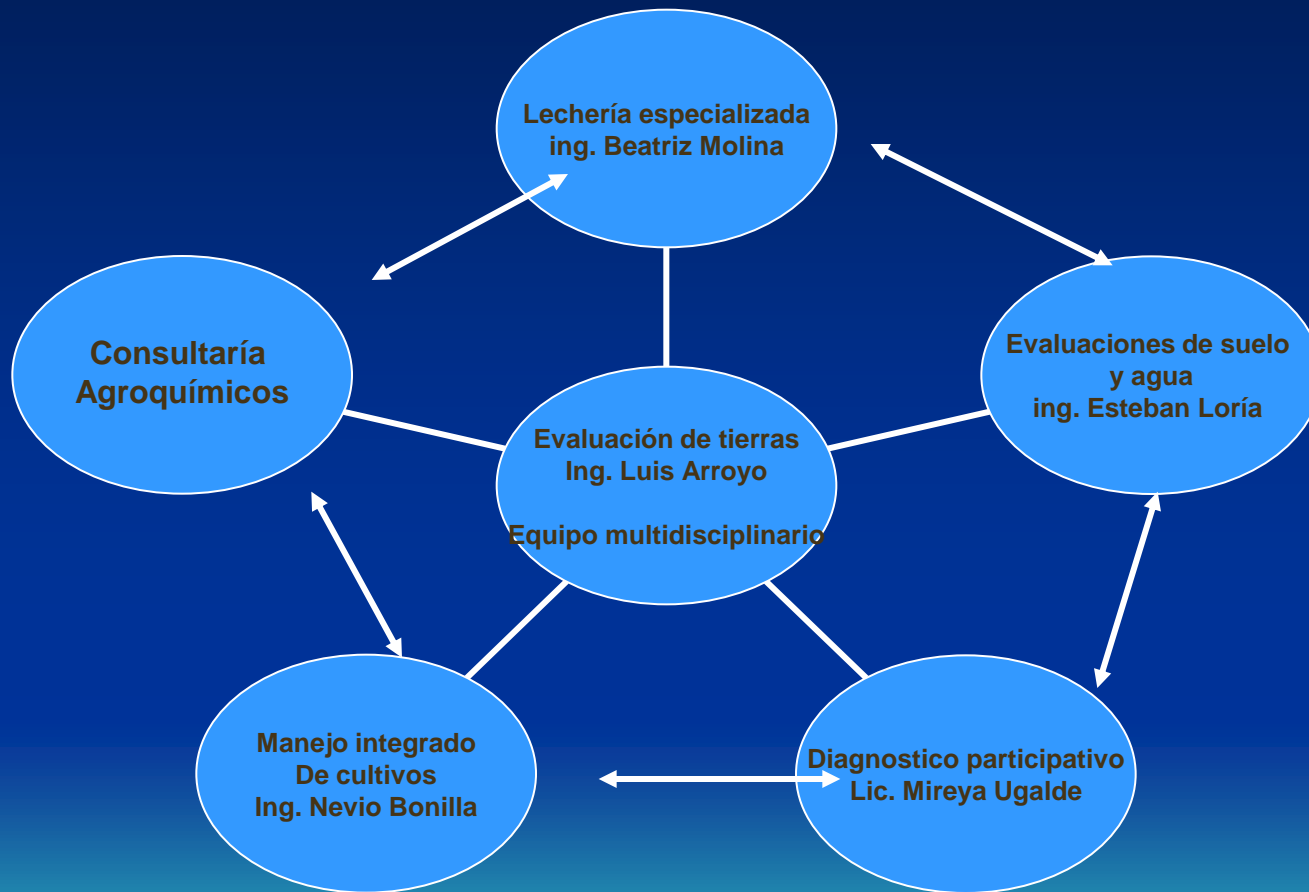 Lechería especializada
ing. Beatriz Molina
Consultaría
Agroquímicos
Evaluaciones de suelo
y agua
ing. Esteban Loría
Evaluación de tierras
Ing. Luis Arroyo
Equipo multidisciplinario
Manejo integrado
De cultivos
Ing. Nevio Bonilla
Diagnostico participativo
Lic. Mireya Ugalde